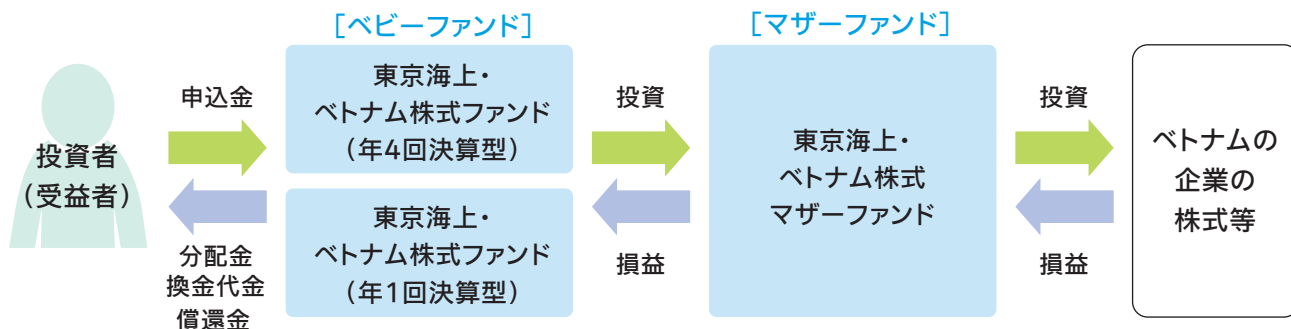 [ベビーファンド]
[マザーファンド]
投資者
(受益者)
申込金
分配金
換金代金
償還金
東京海上・
ベトナム株式ファンド
(年4回決算型)
東京海上・
ベトナム株式ファンド
(年1回決算型)
投資
損益
東京海上・
ベトナム株式
マザーファンド
投資
損益
ベトナムの
企業の
株式等